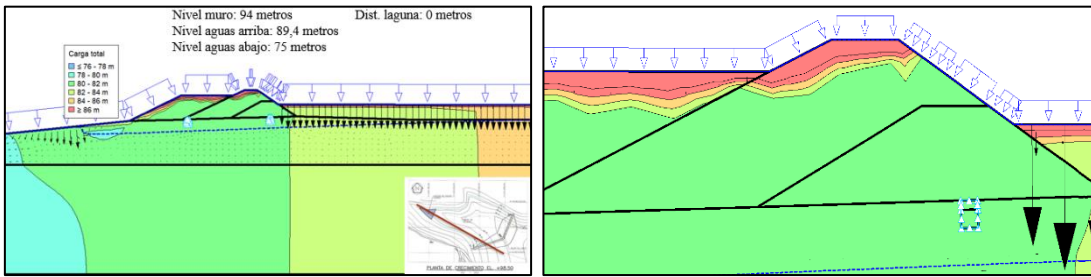 Nivel muro: 94 metros
Dist. laguna: 0 metros
Nivel aguas arriba: 89,4 metros
Nivel aguas abajo: 75 metros
Carga total
≤ 76 - 78 m
78 - 80 m
80 - 82 m
82 - 84 m
84 - 86 m
≥ 86 m
PLANTA DE CRECIMIENTO EL.